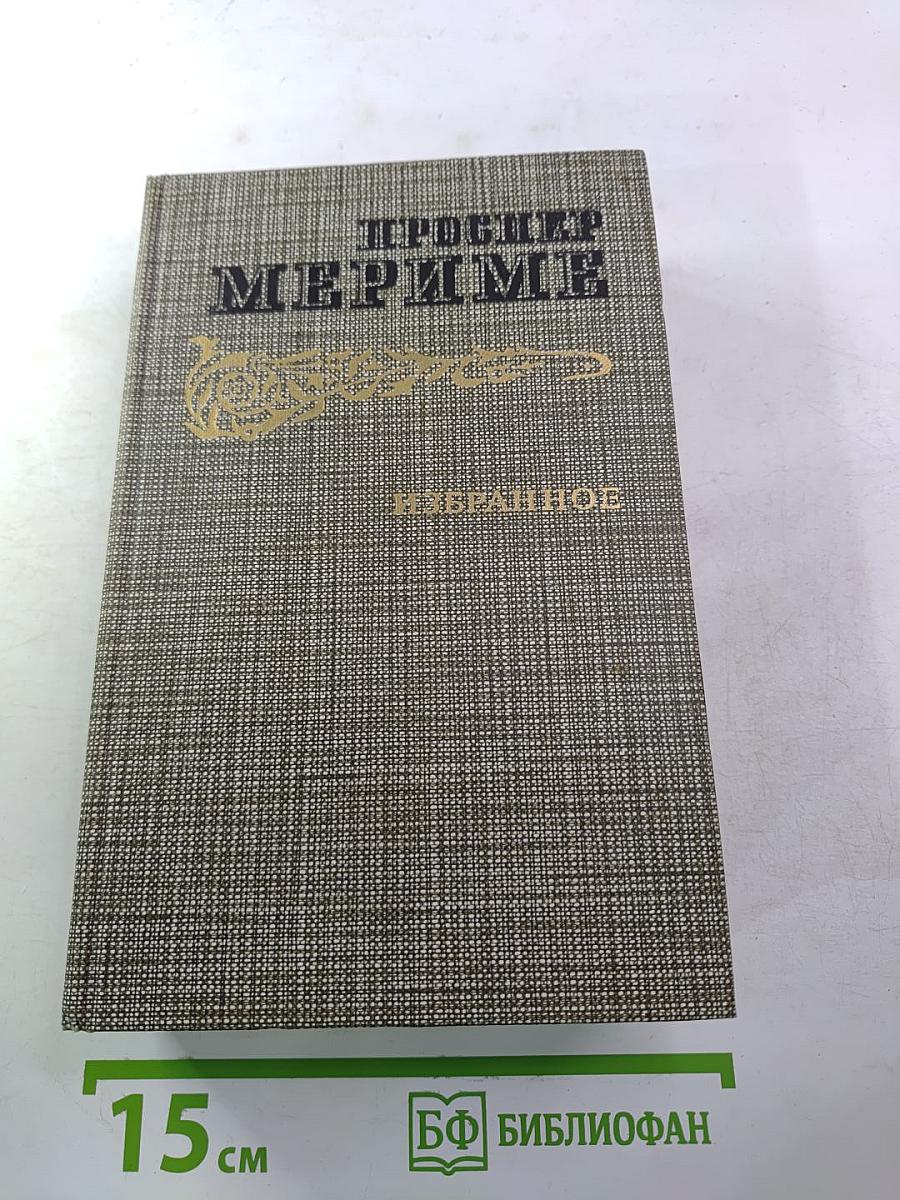 ПРОСПЕР
МЕРИМЕ
ИЗБРАННОЕ
15 см
БФ БИБЛИОФАН